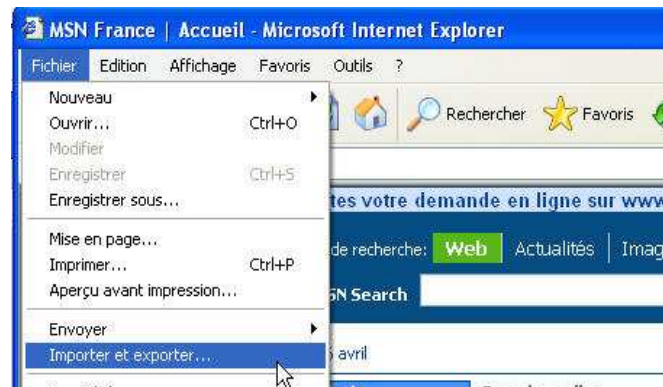 MSN France | Accueil - Microsoft Internet Explorer
Fichier Edition Affichage Favoris Outils ?
Nouveau
Ouvrir... Ctrl+O
Rechercher Favoris
Modifier
Enregistrer Ctrl+S
Enregistrer sous...
tes votre demande en ligne sur www
Mise en page...
de recherche: Web | Actualités | Imag
Imprimer... Ctrl+P
Aperçu avant impression...
SN Search
Envoyer
Importer et exporter...
avril